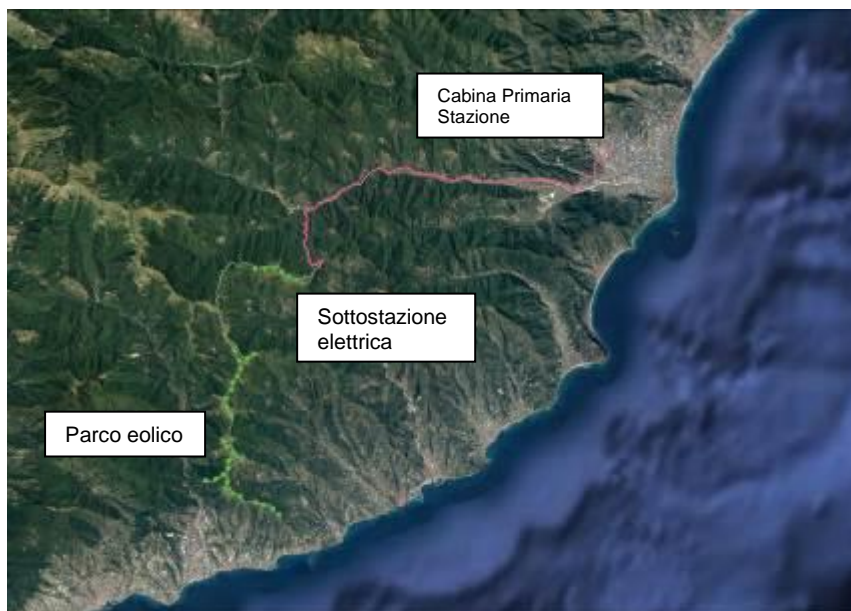 Cabina Primaria
Stazione
Sottostazione
elettrica
Parco eolico